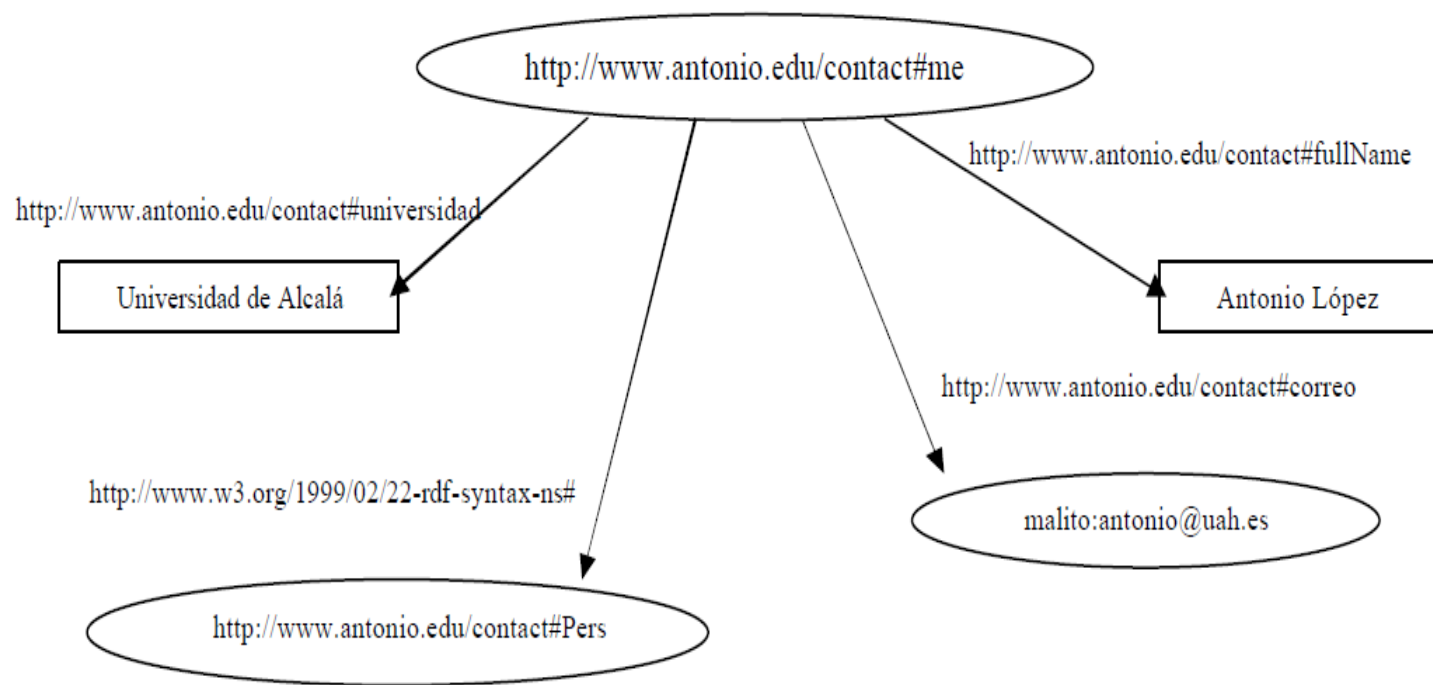 http://www.antonio.edu/contact#me
http://www.antonio.edu/contact#fullName
http://www.antonio.edu/contact#universidad
Universidad de Alcalá
Antonio López
http://www.antonio.edu/contact#correo
http://www.w3.org/1999/02/22-rdf-syntax-ns#
malito:antonio@uah.es
http://www.antonio.edu/contact#Pers